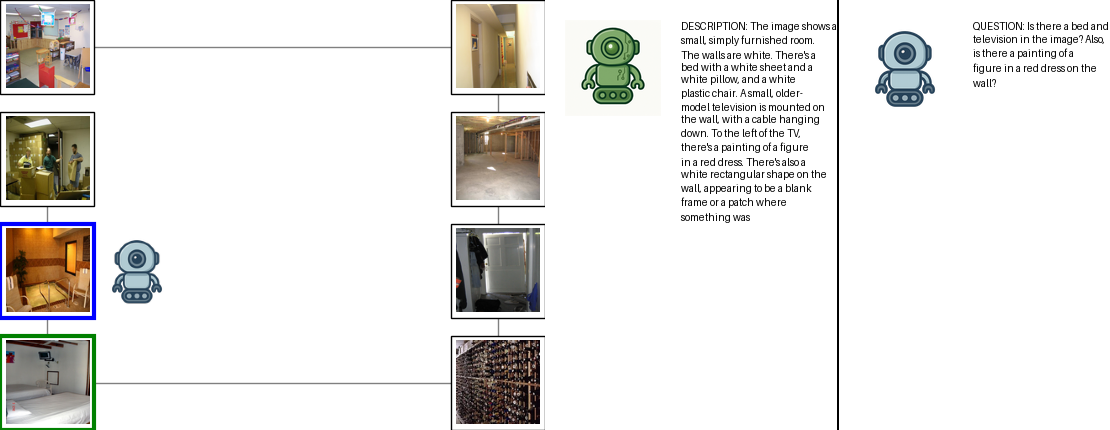 DESCRIPTION: The image shows a
small, simply furnished room.
The walls are white. There's a
bed with a white sheet and a
white pillow, and a white
plastic chair. A small, older-
model television is mounted on
the wall, with a cable hanging
down. To the left of the TV,
there's a painting of a figure
in a red dress. There's also a
white rectangular shape on the
wall, appearing to be a blank
frame or a patch where
something was
QUESTION: Is there a bed and
television in the image? Also,
is there a painting of a
figure in a red dress on the
wall?